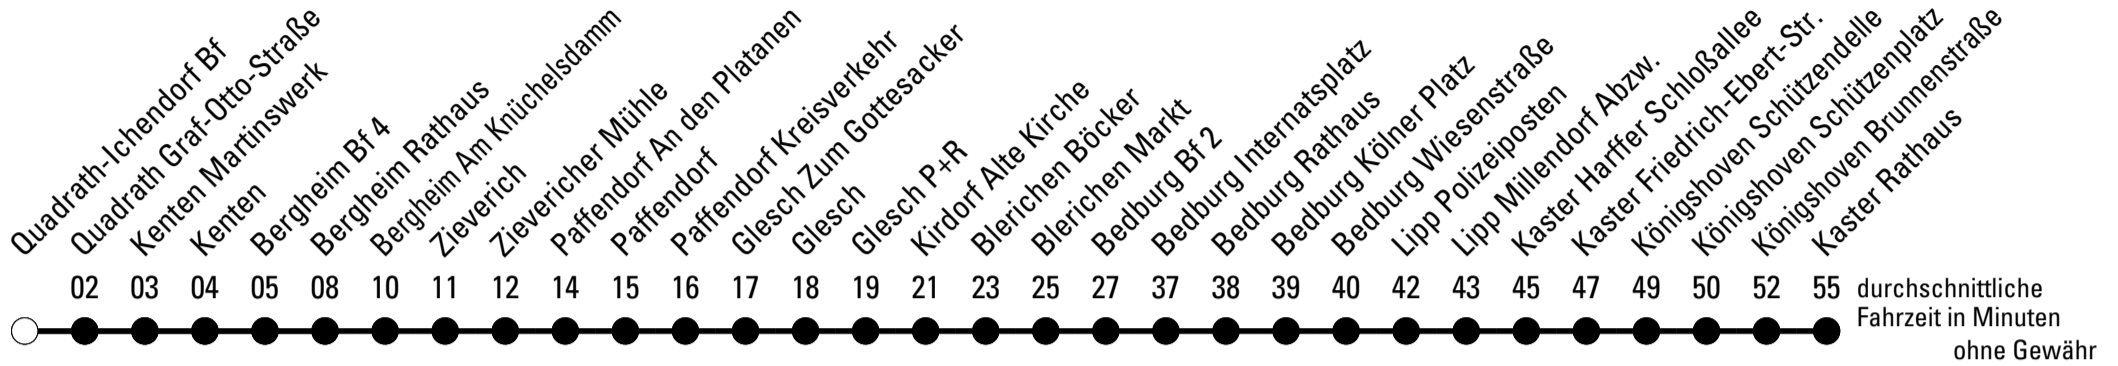 Quadrath-Ichendorf Bf
Quadrath Graf-Otto-Straße
Kenten Martinswerk
Kenten
Bergheim Bf 4
Bergheim Rathaus
Bergheim Am Knüchelsdamm
Zieverich
Zievericher Mühle
Paffendorf An den Platanen
Paffendorf
Paffendorf Kreisverkehr
Glesch Zum Gottesacker
Glesch
Glesch P+R
Kirdorf Alte Kirche
Blerichen Böcker
Blerichen Markt
Bedburg Bf 2
Bedburg Internatsplatz
Bedburg Rathaus
Bedburg Kölner Platz
Bedburg Wiesenstraße
Lipp Polizeiposten
Lipp Millendorf Abzw.
Kaster Harffer Schloßallee
Kaster Friedrich-Ebert-Str.
Königshoven Schützendelle
Königshoven Schützenplatz
Königshoven Brunnenstraße
Kaster Rathaus
02 03 04 05 08 10 11 12 14 15 16 17 18 19 21 23 25 27 37 38 39 40 42 43 45 47 49 50 52 55 durchschnittliche
Fahrzeit in Minuten
ohne Gewähr